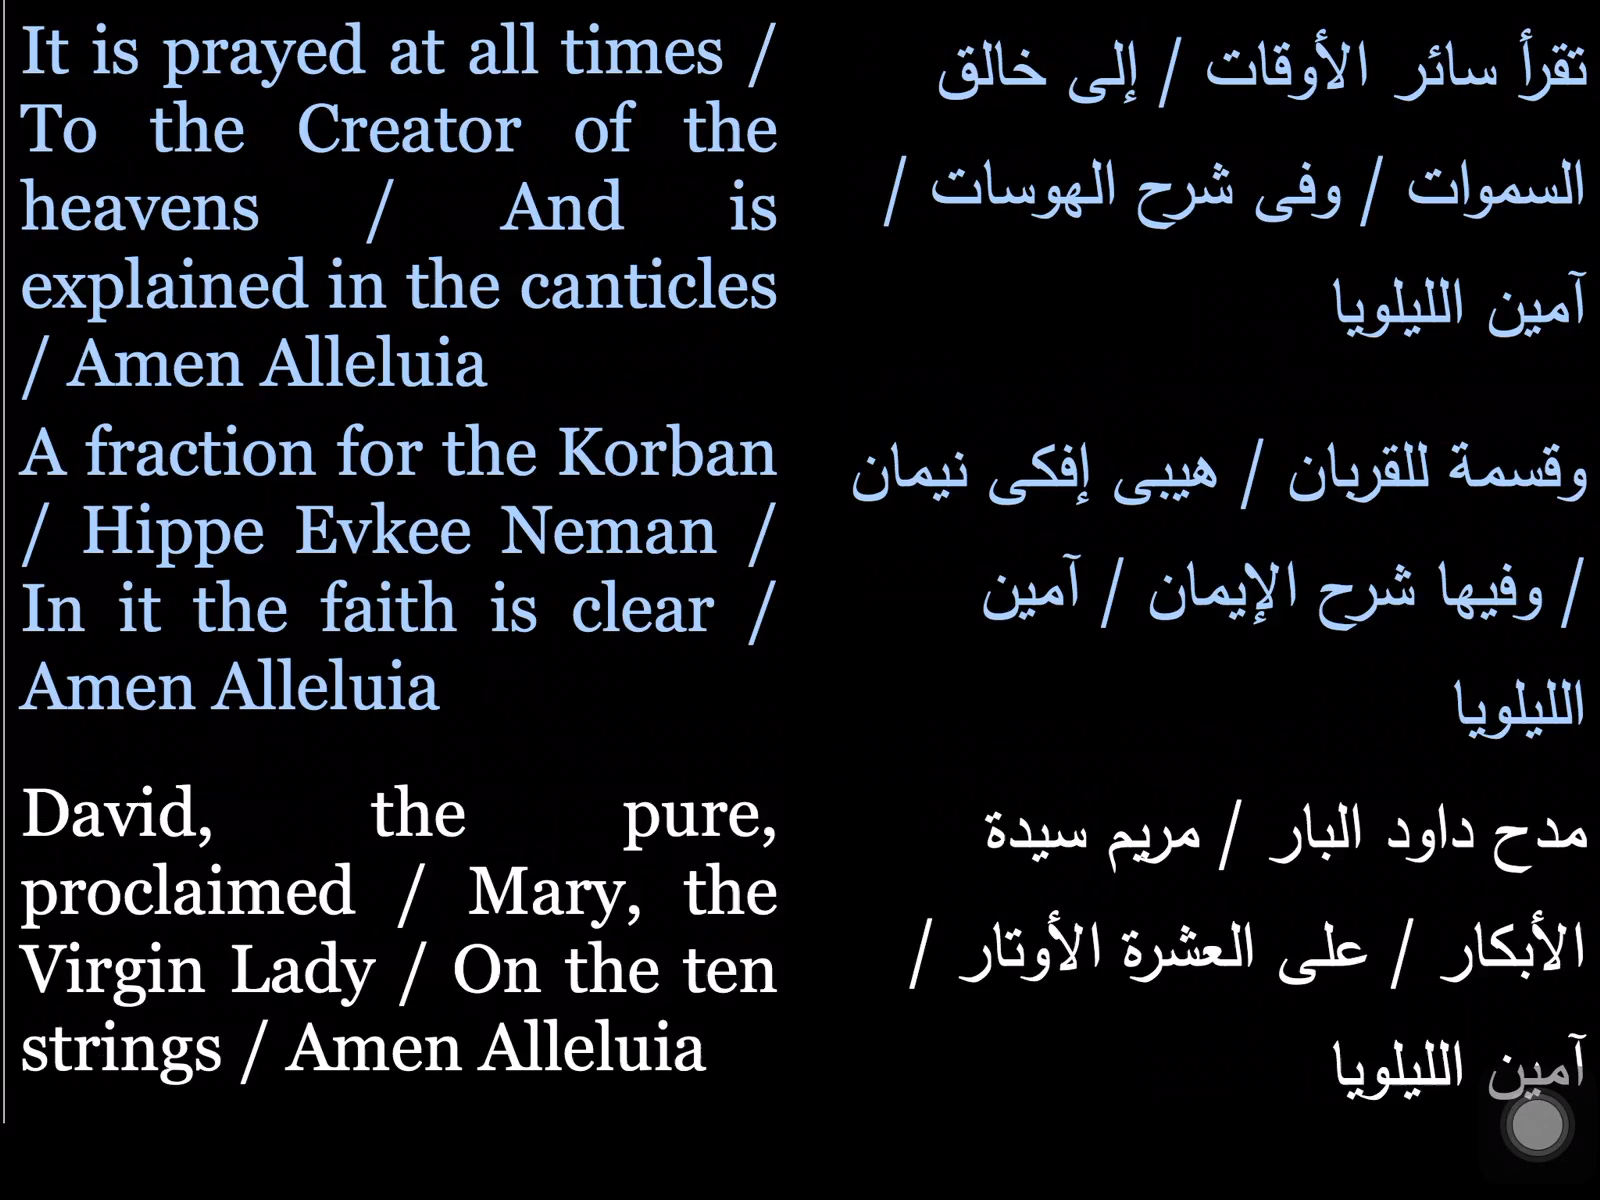 It is prayed at all times /
To the Creator of the
heavens / And is
explained in the canticles
/ Amen Alleluia
تقرأ سائر الأوقات / إلى خالق
السموات / وفى شرح الهوسات /
آمين الليلويا
A fraction for the Korban
/ Hippe Evkee Neman /
In it the faith is clear /
Amen Alleluia
وقسمة للقربان / هيبى إفكى نيمان
/ وفيها شرح الإيمان / آمين
الليلويا
David, the pure,
proclaimed / Mary, the
Virgin Lady / On the ten
strings / Amen Alleluia
مدح داود البار / مريم سيدة
الأبكار / على العشرة الأوتار /
آمين الليلويا